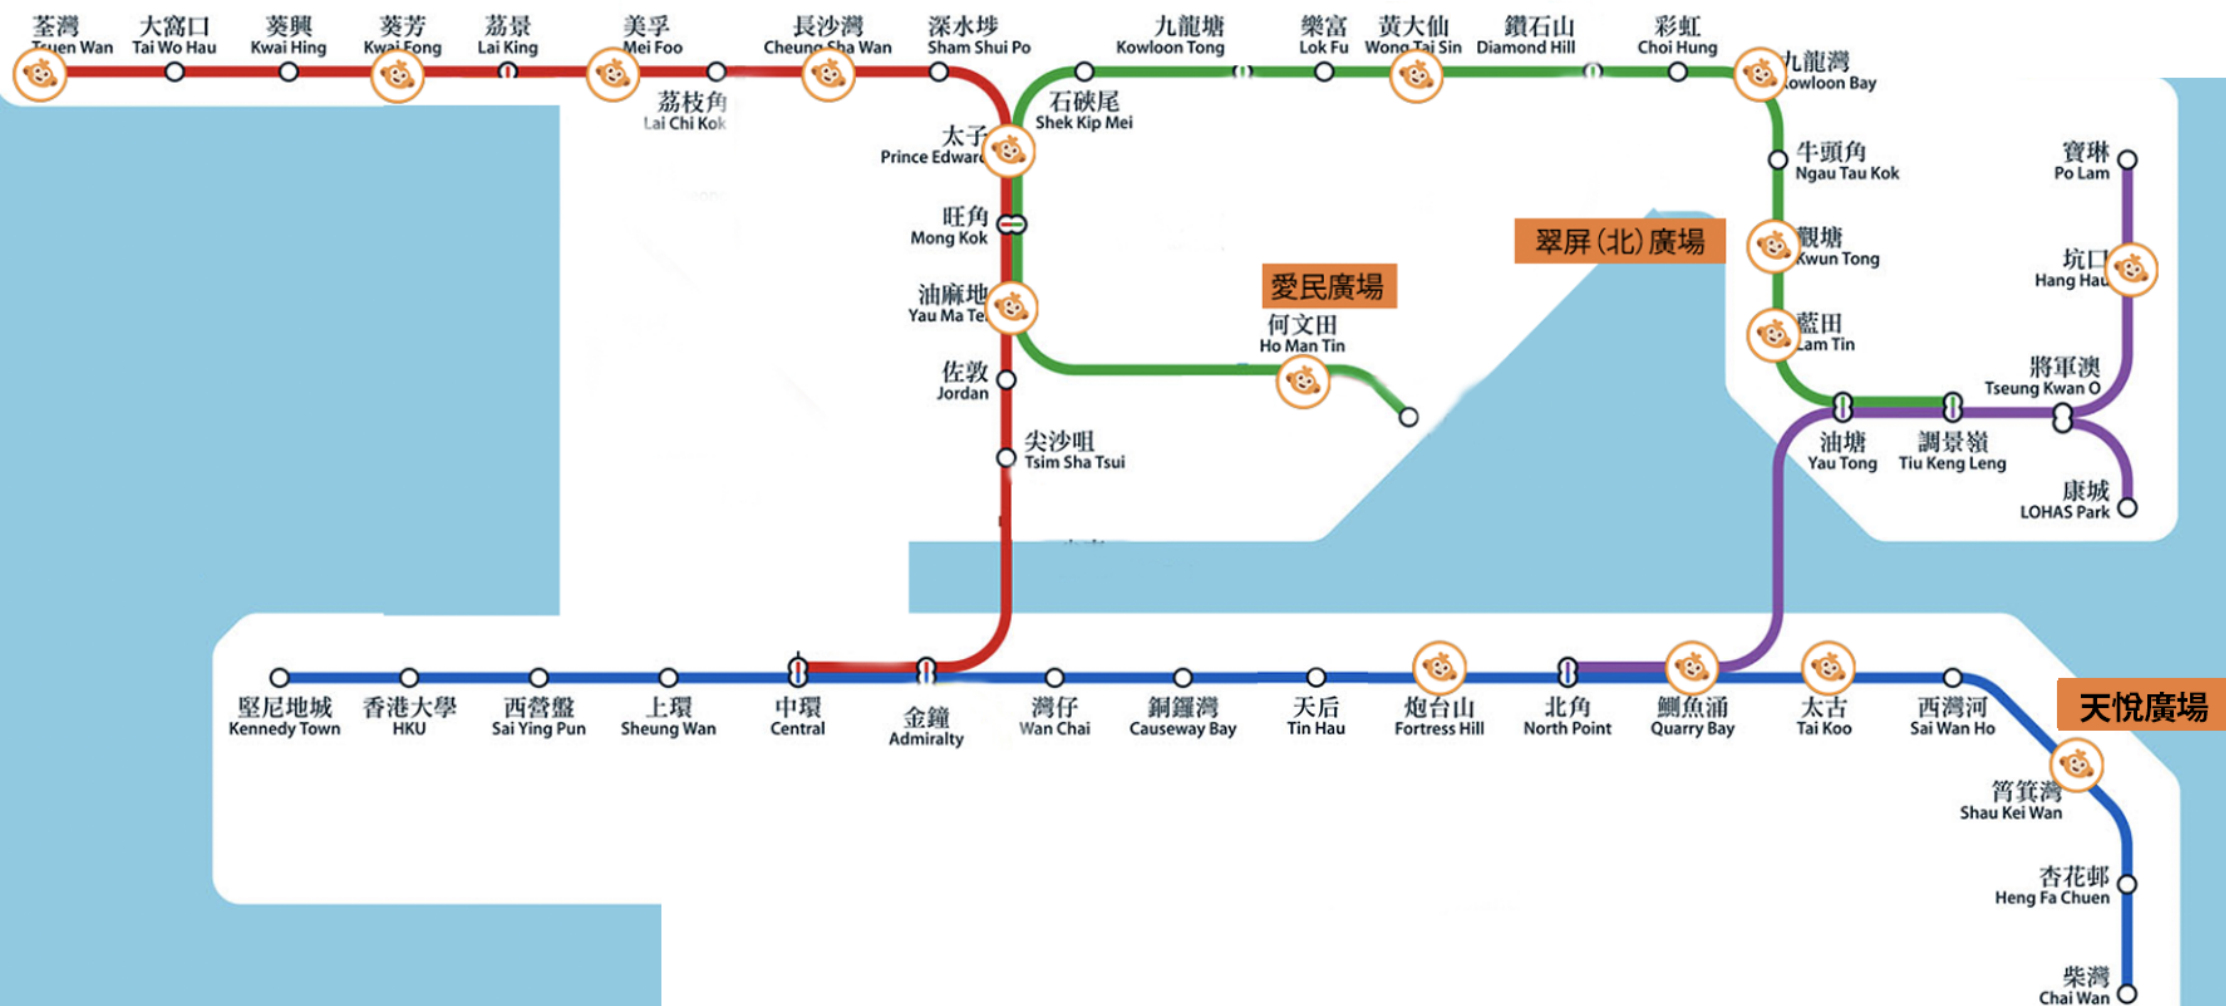 荃灣
Tsuen Wan
大窩口
Tai Wo Hau
葵興
Kwai Hing
葵芳
Kwai Fong
荔景
Lai King
美孚
Mei Foo
荔枝角
Lai Chi Kok
長沙灣
Cheung Sha Wan
深水埗
Sham Shui Po
九龍塘
Kowloon Tong
樂富
Lok Fu
黃大仙
Wong Tai Sin
鑽石山
Diamond Hill
彩虹
Choi Hung
九龍灣
Kowloon Bay
石硤尾
Shek Kip Mei
太子
Prince Edward
牛頭角
Ngau Tau Kok
寶琳
Po Lam
旺角
Mong Kok
翠屏(北)廣場
觀塘
Kwun Tong
坑口
Hang Hau
愛民廣場
油麻地
Yau Ma Tei
何文田
Ho Man Tin
藍田
Lam Tin
佐敦
Jordan
將軍澳
Tseung Kwan O
尖沙咀
Tsim Sha Tsui
油塘
Yau Tong
調景嶺
Tiu Keng Leng
康城
LOHAS Park
堅尼地城
Kennedy Town
香港大學
HKU
西營盤
Sai Ying Pun
上環
Sheung Wan
中環
Central
金鐘
Admiralty
灣仔
Wan Chai
銅鑼灣
Causeway Bay
天后
Tin Hau
炮台山
Fortress Hill
北角
North Point
鰂魚涌
Quarry Bay
太古
Tai Koo
西灣河
Sai Wan Ho
天悅廣場
筲箕灣
Shau Kei Wan
杏花邨
Heng Fa Chuen
柴灣
Chai Wan